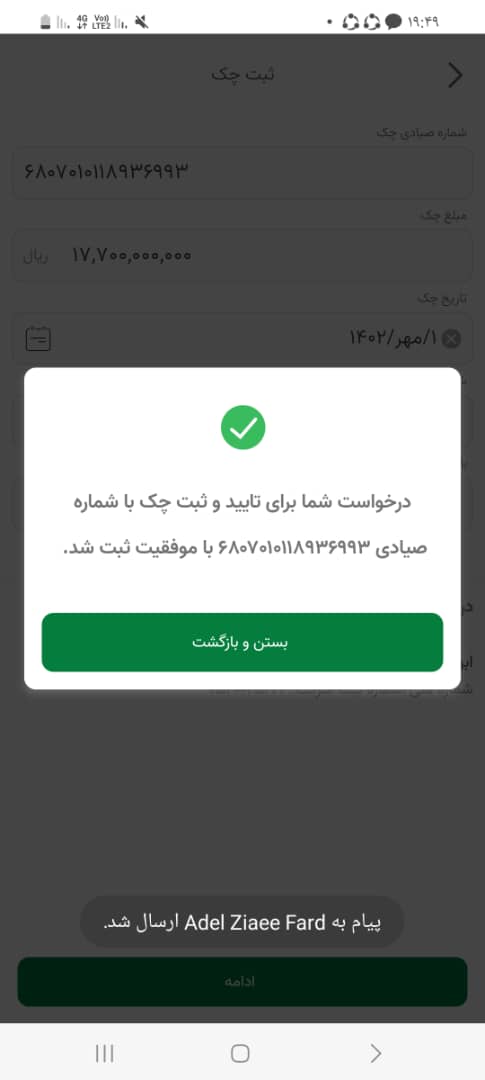 ۱۹:۴۹
4G
Vo))
LTE2
ثبت چک
شماره صیادی چک
۶۸۰۷۰۱۰۱۱۸۹۳۶۹۹۳
مبلغ چک
۱۷,۷۰۰,۰۰۰,۰۰۰ ریال
تاریخ چک
۱/مهر/۱۴۰۲
درخواست شما برای تایید و ثبت چک با شماره
صیادی ۶۸۰۷۰۱۰۱۱۸۹۳۶۹۹۳ با موفقیت ثبت شد.
بستن و بازگشت
پیام به Adel Ziaee Fard ارسال شد.
ادامه